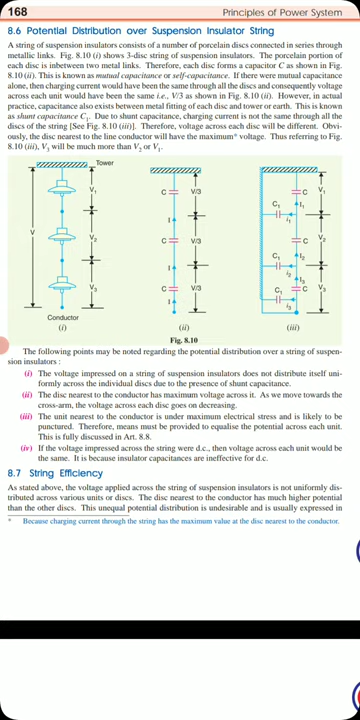 168
Principles of Power System
8.6 Potential Distribution over Suspension Insulator String
A string of suspension insulators consists of a number of porcelain discs connected in series through
metallic links. Fig. 8.10 (i) shows 3-disc string of suspension insulators. The porcelain portion of
each disc is inbetween two metal links. Therefore, each disc forms a capacitor C as shown in Fig.
8.10 (ii). This is known as mutual capacitance or self-capacitance. If there were mutual capacitance
alone, then charging current would have been the same through all the discs and consequently voltage
across each unit would have been the same i.e., V/3 as shown in Fig. 8.10 (ii). However, in actual
practice, capacitance also exists between metal fitting of each disc and tower or earth. This is known
as shunt capacitance C1. Due to shunt capacitance, charging current is not the same through all the
discs of the string [See Fig. 8.10 (iii)]. Therefore, voltage across each disc will be different. Obvi-
ously, the disc nearest to the line conductor will have the maximum* voltage. Thus referring to Fig.
8.10 (iii), V3 will be much more than V2 or V1.
Tower
V V1 V2 V3
Conductor
(i)
C V/3
I
C V/3
I
C V/3
I
(ii)
C V1
C1 I1
i1
C V2
C1 I2
i2
I3
C V3
C1
i3
(iii)
Fig. 8.10
The following points may be noted regarding the potential distribution over a string of suspen-
sion insulators :
(i) The voltage impressed on a string of suspension insulators does not distribute itself uni-
formly across the individual discs due to the presence of shunt capacitance.
(ii) The disc nearest to the conductor has maximum voltage across it. As we move towards the
cross-arm, the voltage across each disc goes on decreasing.
(iii) The unit nearest to the conductor is under maximum electrical stress and is likely to be
punctured. Therefore, means must be provided to equalise the potential across each unit.
This is fully discussed in Art. 8.8.
(iv) If the voltage impressed across the string were d.c., then voltage across each unit would be
the same. It is because insulator capacitances are ineffective for d.c.
8.7 String Efficiency
As stated above, the voltage applied across the string of suspension insulators is not uniformly dis-
tributed across various units or discs. The disc nearest to the conductor has much higher potential
than the other discs. This unequal potential distribution is undesirable and is usually expressed in
* Because charging current through the string has the maximum value at the disc nearest to the conductor.